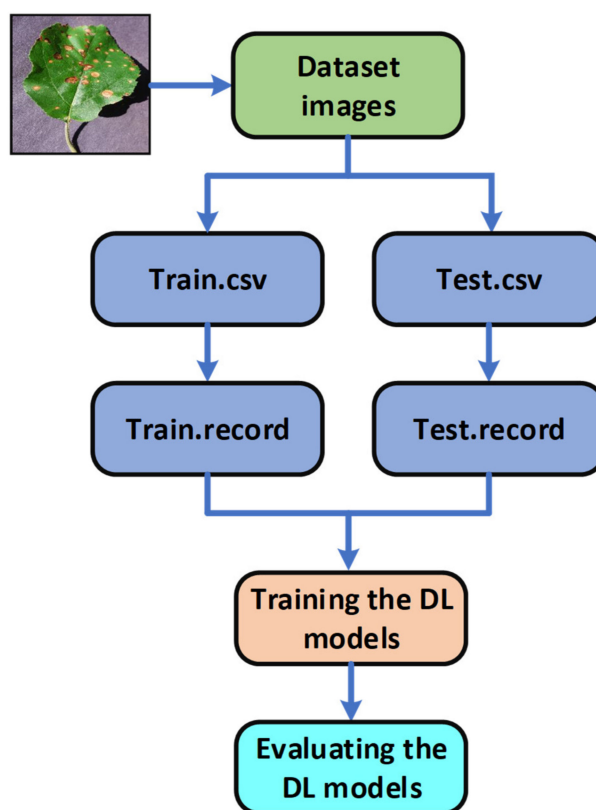 Dataset
images
Train.csv
Test.csv
Train.record
Test.record
Training the DL
models
Evaluating the
DL models